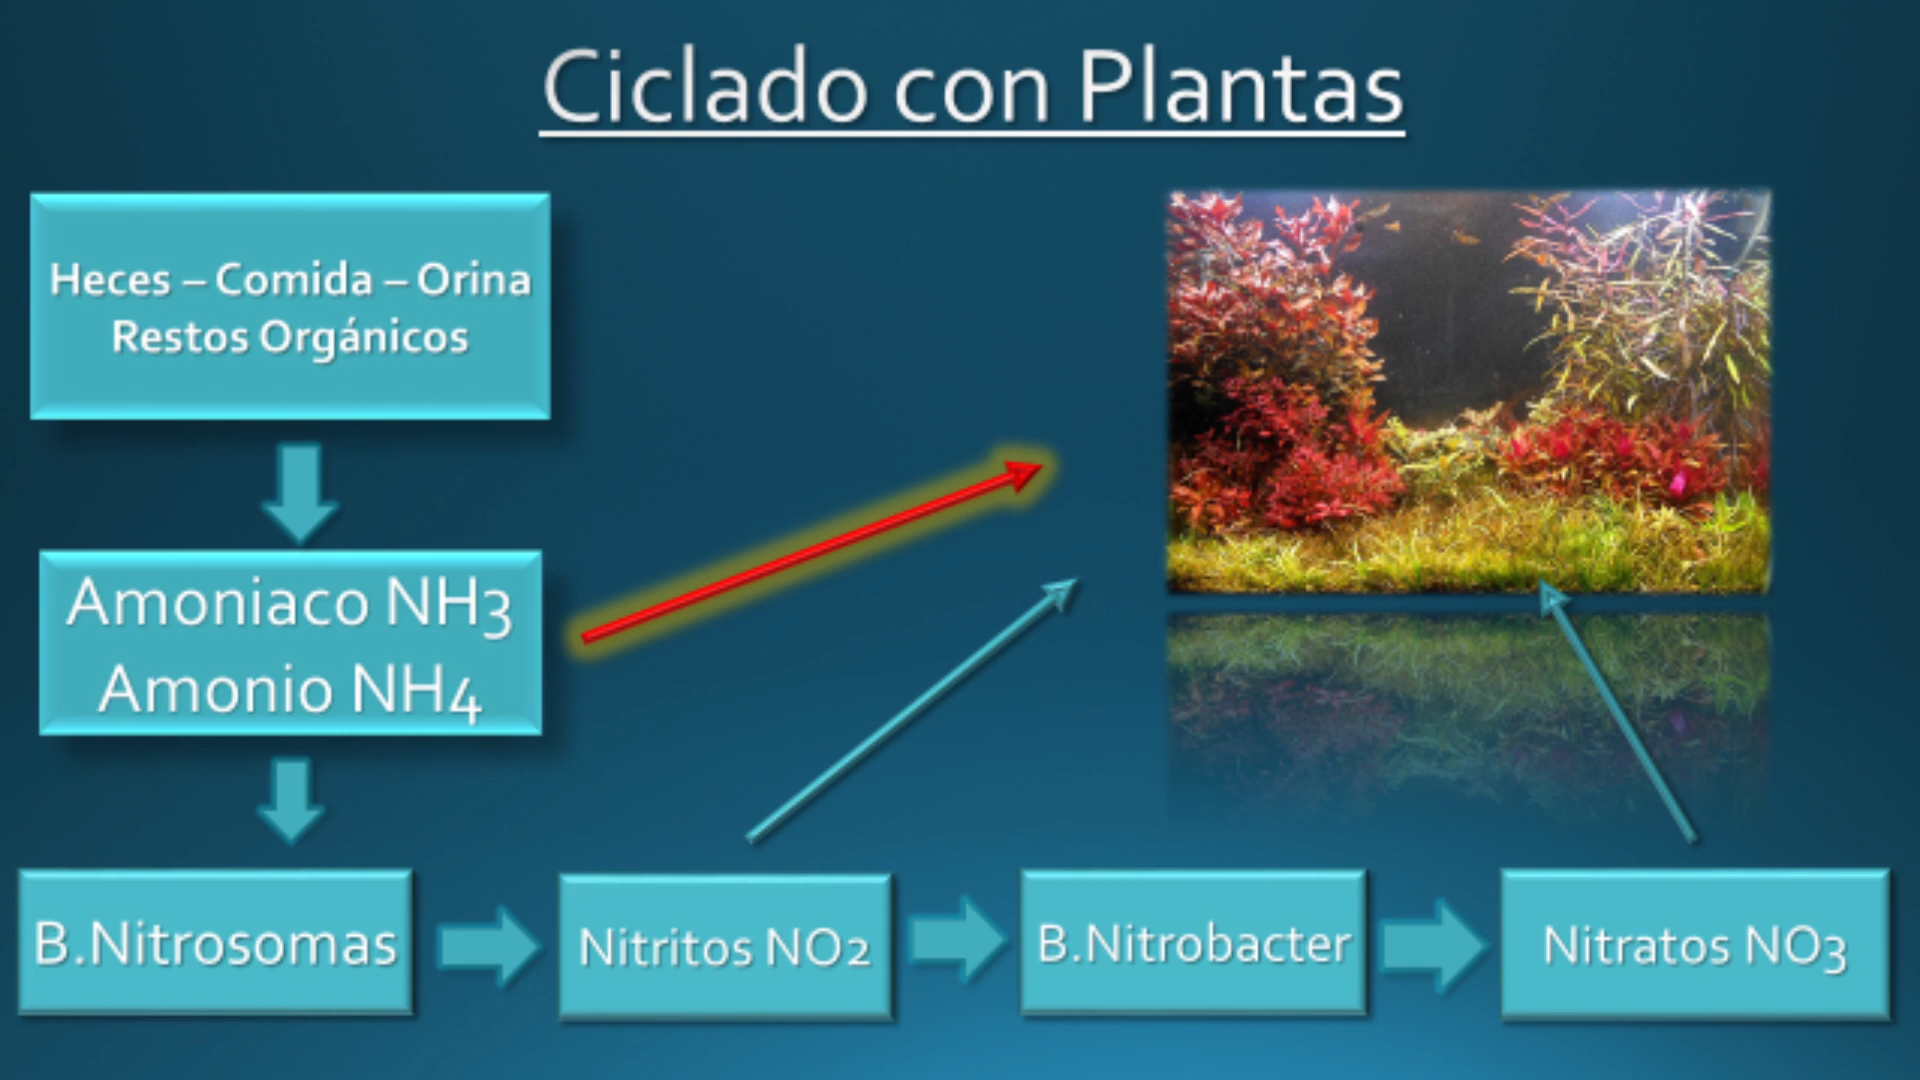 Ciclado con Plantas
Heces – Comida – Orina
Restos Orgánicos
Amoniaco NH3
Amonio NH4
B.Nitrosomas
Nitritos NO2
B.Nitrobacter
Nitratos NO3